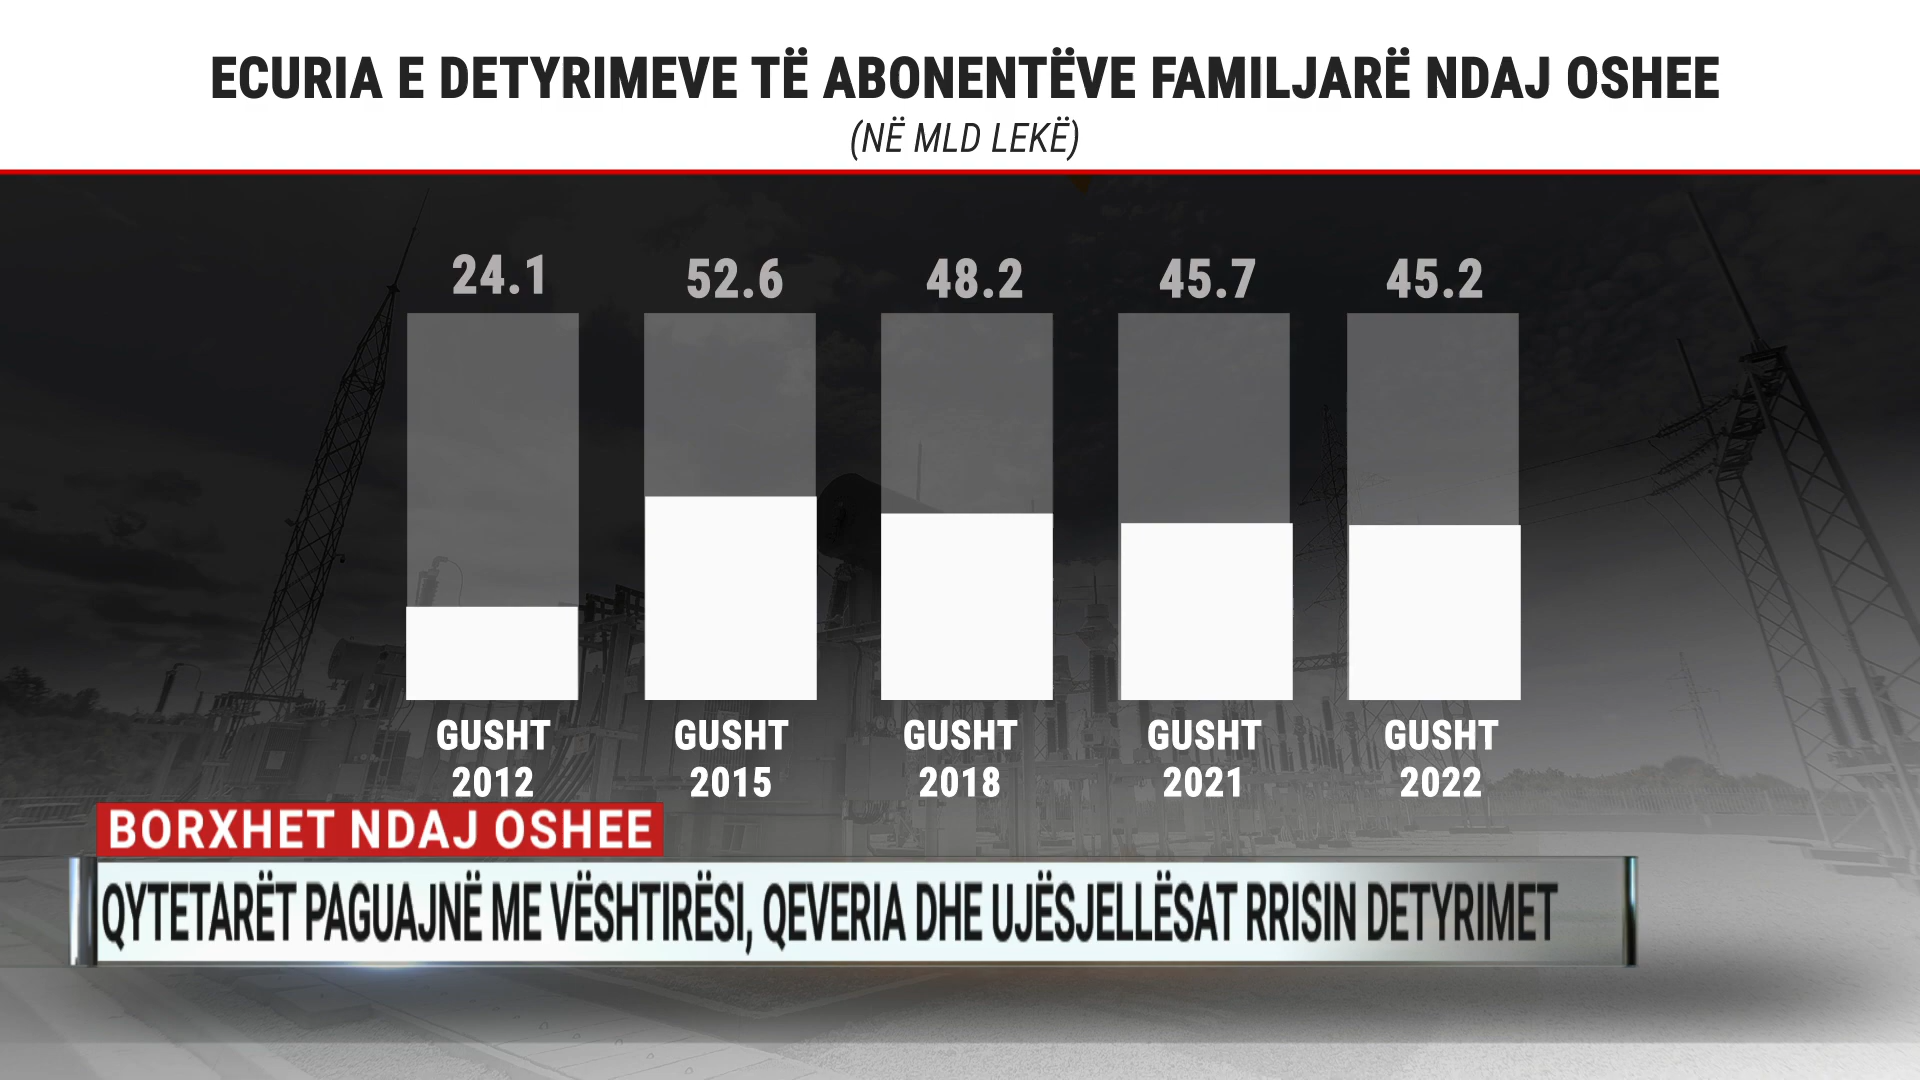 ECURIA E DETYRIMEVE TË ABONENTËVE FAMILJARË NDAJ OSHEE
(NË MLD LEKË)
24.1 52.6 48.2 45.7 45.2
GUSHT GUSHT GUSHT GUSHT GUSHT
2012 2015 2018 2021 2022
BORXHET NDAJ OSHEE
QYTETARËT PAGUAJNË ME VËSHTIRËSI, QEVERIA DHE UJËSJELLËSAT RRISIN DETYRIMET